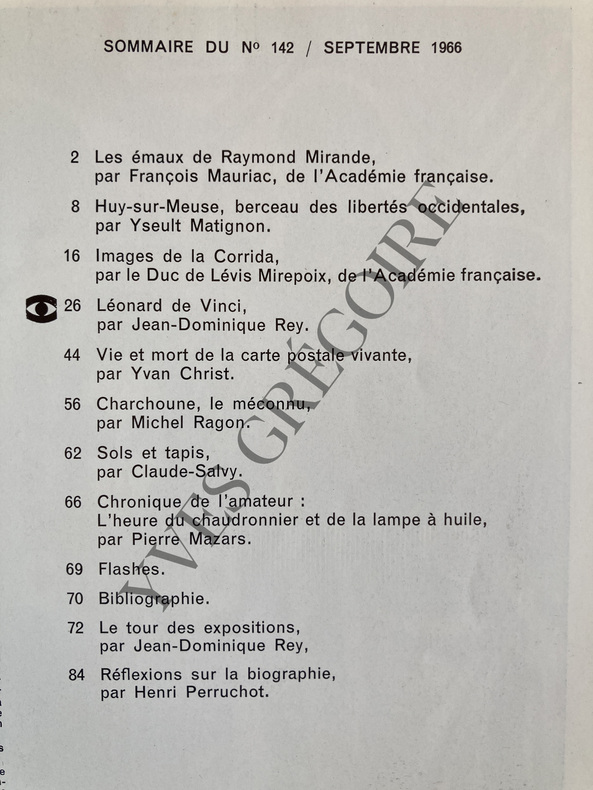 SOMMAIRE DU Nº 142 / SEPTEMBRE 1966
2 Les émaux de Raymond Mirande,
par François Mauriac, de l'Académie française.
8 Huy-sur-Meuse, berceau des libertés occidentales,
par Yseult Matignon.
16 Images de la Corrida,
par le Duc de Lévis Mirepoix, de l'Académie française.
26 Léonard de Vinci,
par Jean-Dominique Rey.
44 Vie et mort de la carte postale vivante,
par Yvan Christ.
56 Charchoune, le méconnu,
par Michel Ragon.
62 Sols et tapis,
par Claude-Salvy.
66 Chronique de l'amateur :
L'heure du chaudronnier et de la lampe à huile,
par Pierre Mazars.
69 Flashes.
70 Bibliographie.
72 Le tour des expositions,
par Jean-Dominique Rey,
84 Réflexions sur la biographie,
par Henri Perruchot.
YVES GRÉGOIRE